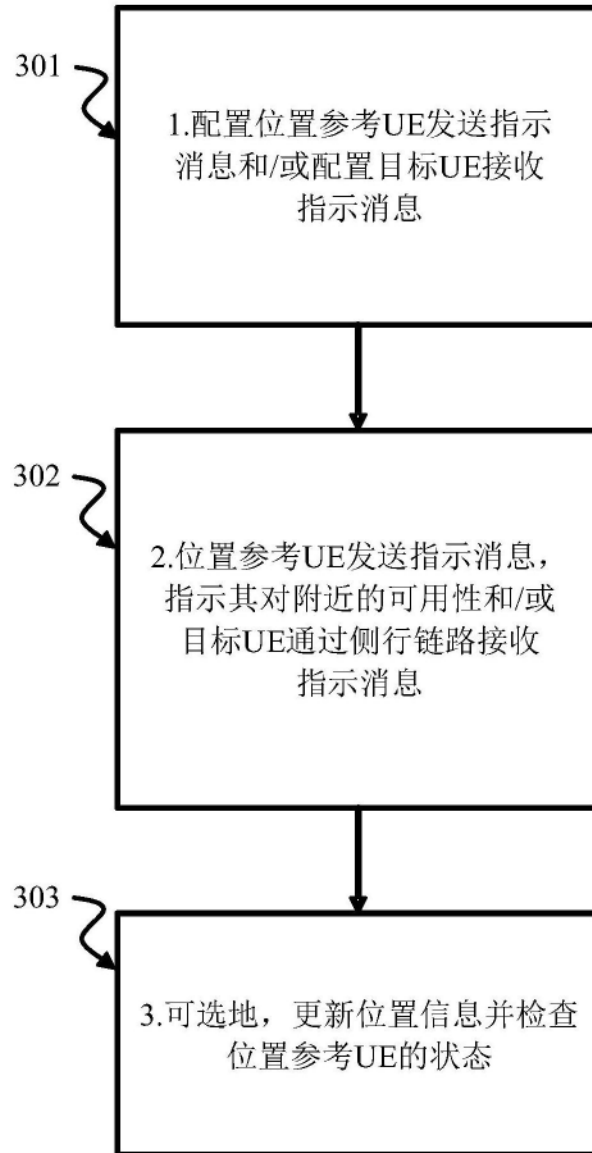 301
1.配置位置参考UE发送指示
消息和/或配置目标UE接收
指示消息
302
2.位置参考UE发送指示消息，
指示其对附近的可用性和/或
目标UE通过侧行链路接收
指示消息
303
3.可选地，更新位置信息并检查
位置参考UE的状态